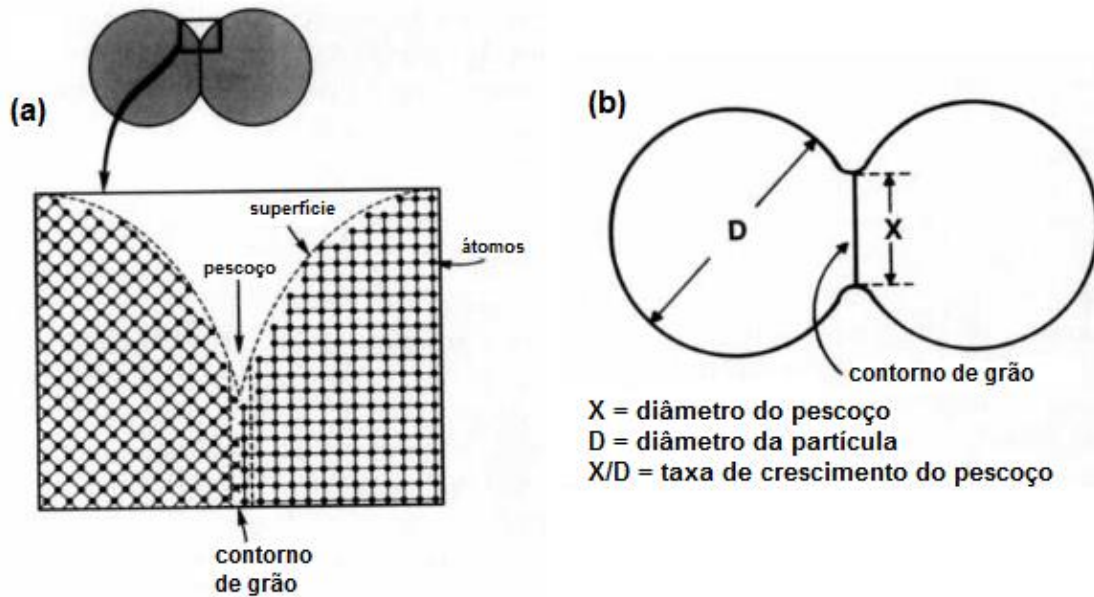 (a)
superfície
átomos
pescoço
contorno
de grão
(b)
D
X
contorno de grão
X = diâmetro do pescoço
D = diâmetro da partícula
X/D = taxa de crescimento do pescoço